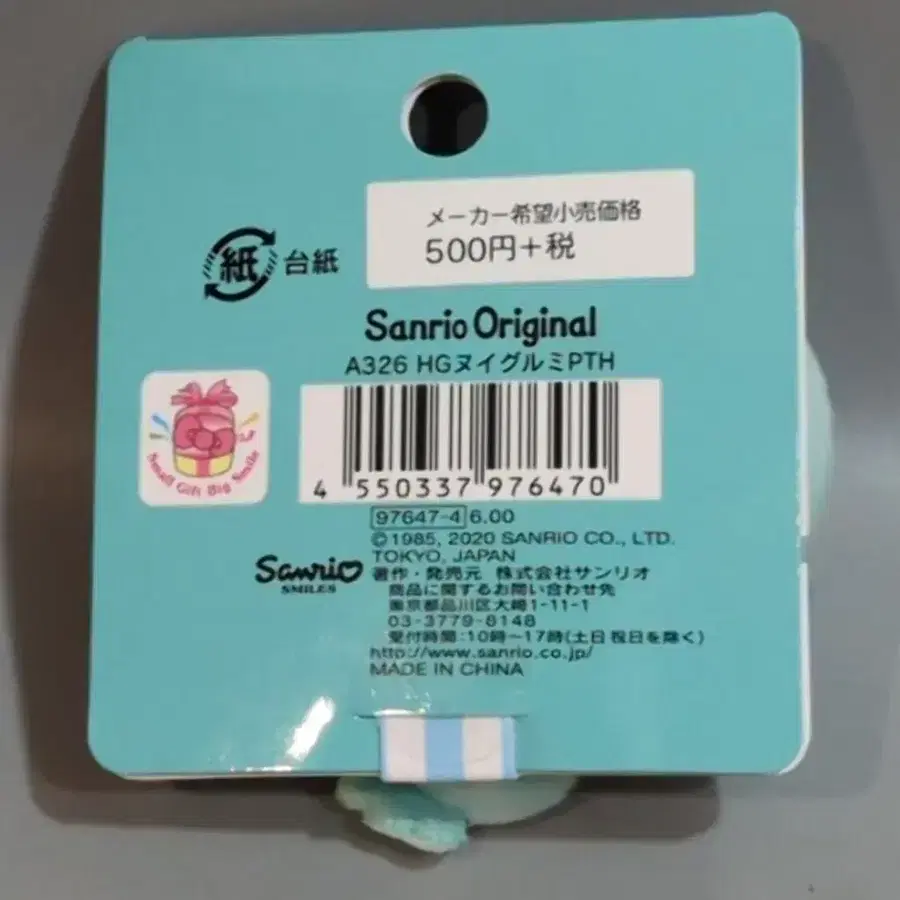 メーカー希望小売価格
500円+税
紙 台紙
Sanrio Original
A326 HGヌイグルミPTH
Small Gift Big Smile
4 550337 976470
97647-4 6.00
©1985, 2020 SANRIO CO., LTD.
TOKYO, JAPAN
Sanrio
SMILES
著作・発売元 株式会社サンリオ
商品に関するお問い合わせ先
東京都品川区大崎1-11-1
03-3779-8148
受付時間:10時〜17時(土日祝日を除く)
http://www.sanrio.co.jp/
MADE IN CHINA